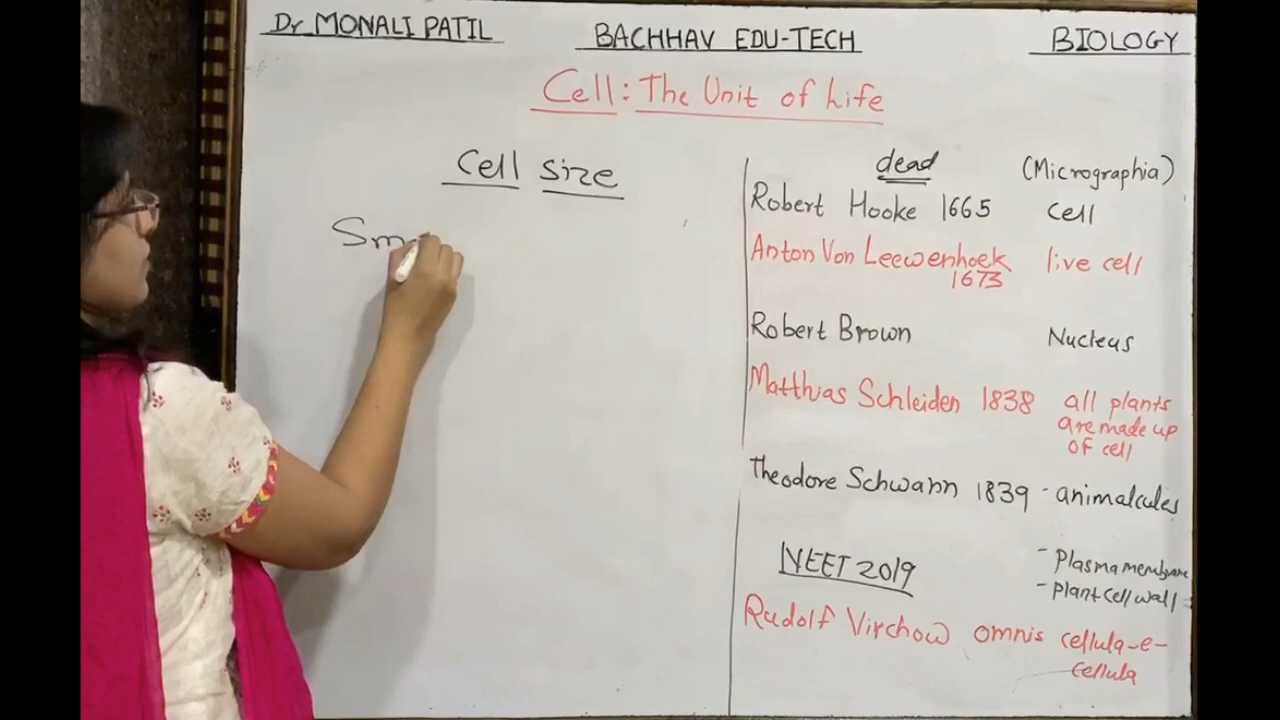 Dr MONALI PATIL BACHHAV EDU-TECH BIOLOGY
Cell: The Unit of Life
Cell size
Sm
dead (Micrographia)
Robert Hooke 1665 cell
Anton Von Leewenhoek live cell
1673
Robert Brown Nucleus
Matthias Schleiden 1838 all plants
are made up
of cell
Theodore Schwann 1839 - animalcules
NEET 2019 - Plasma membrane
- Plant cell wall
Rudolf Virchow omnis cellula-e-
cellula